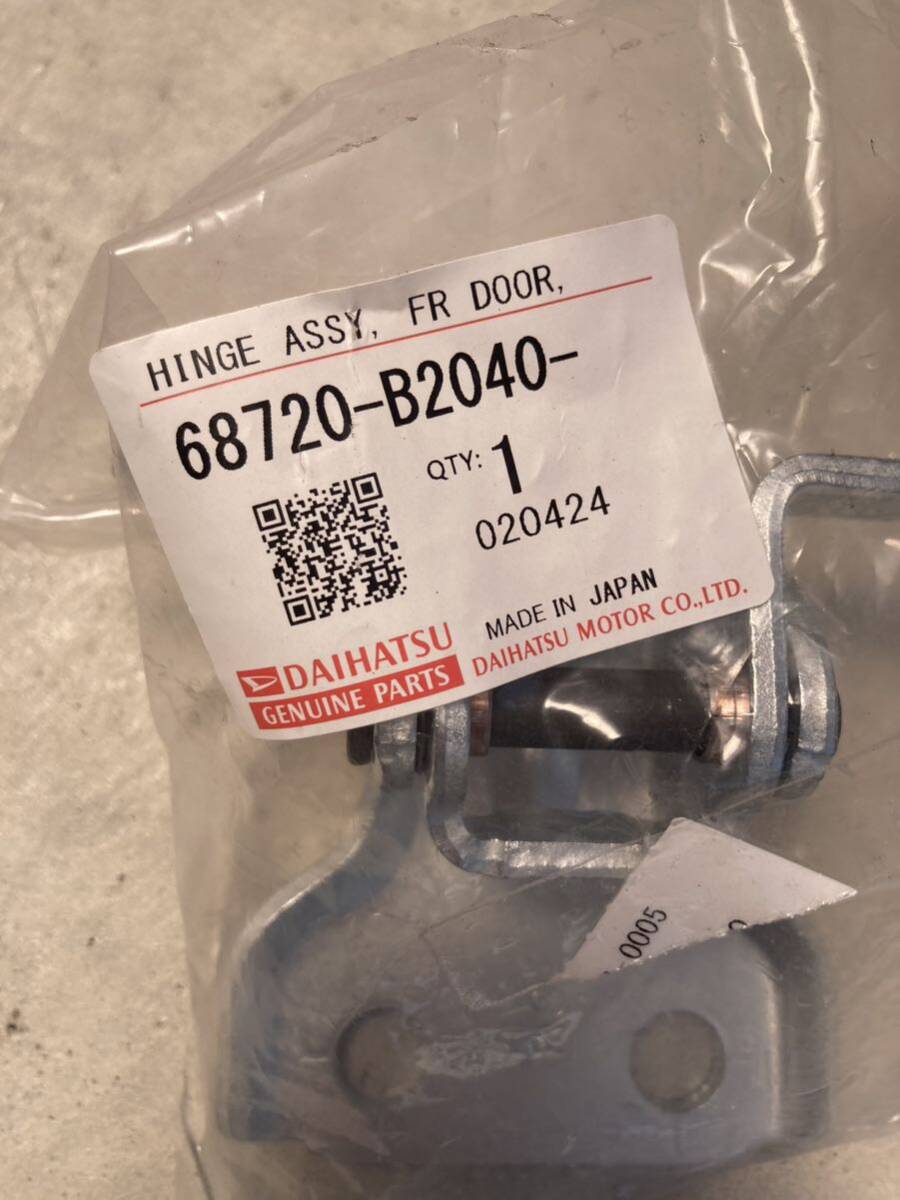 HINGE ASSY, FR DOOR,
68720-B2040-
QTY: 1
020424
MADE IN JAPAN
DAIHATSU
GENUINE PARTS
DAIHATSU MOTOR CO.,LTD.
0005